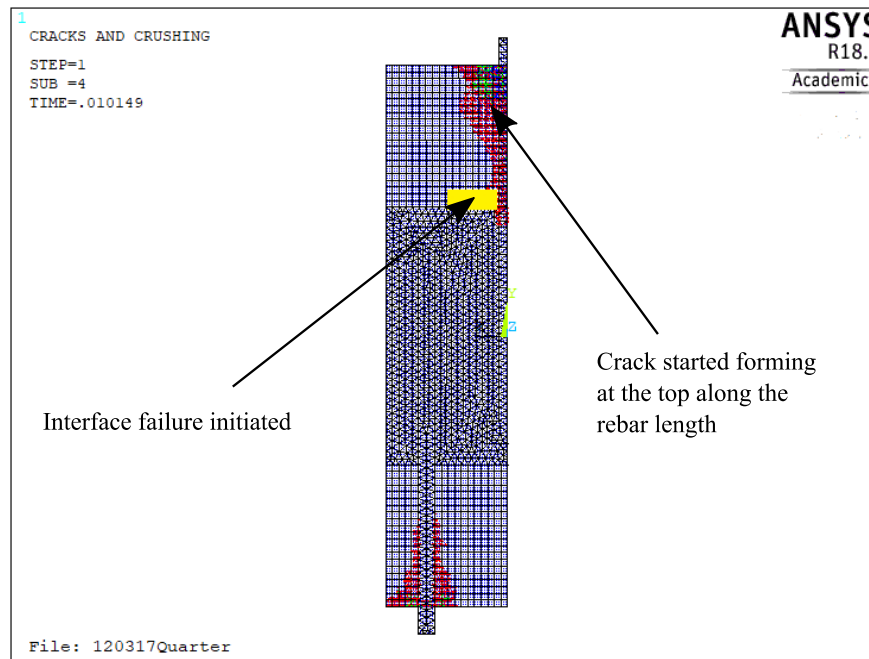 1
CRACKS AND CRUSHING
STEP=1
SUB =4
TIME=.010149
ANSYS
R18.
Academic
Y
Z
Crack started forming
at the top along the
rebar length
Interface failure initiated
File: 120317Quarter